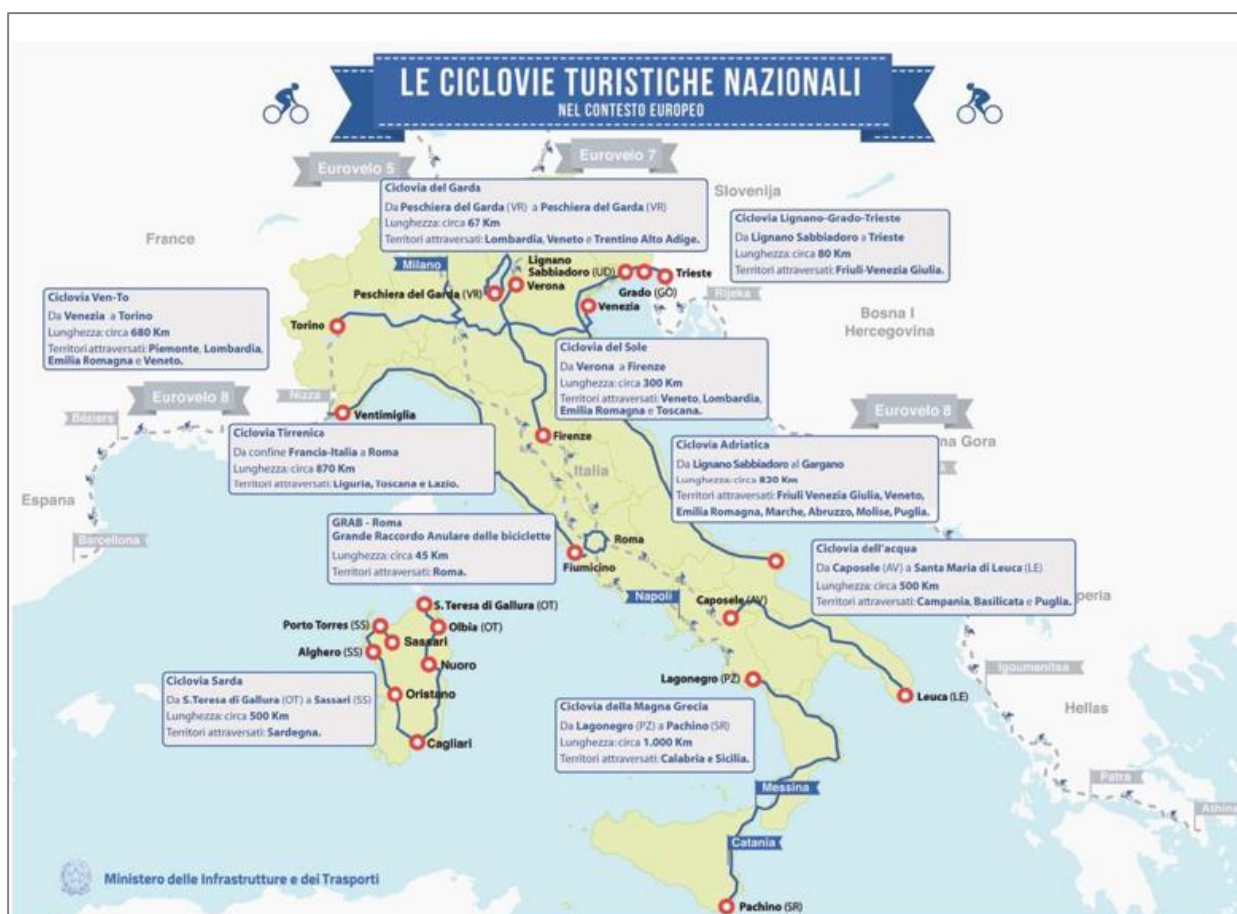 LE CICLOVIE TURISTICHE NAZIONALI
NEL CONTESTO EUROPEO
Eurovelo 5
Eurovelo 7
Slovenija
France
Ciclovia del Garda
Da Peschiera del Garda (VR) a Peschiera del Garda (VR)
Lunghezza: circa 67 Km
Territori attraversati: Lombardia, Veneto e Trentino Alto Adige.
Ciclovia Lignano-Grado-Trieste
Da Lignano Sabbiadoro a Trieste
Lunghezza: circa 80 Km
Territori attraversati: Friuli-Venezia Giulia.
Milano
Lignano
Sabbiadoro (UD)
Trieste
Verona
Peschiera del Garda (VR)
Grado (GO)
Venezia
Rijeka
Bosna I
Hercegovina
Ciclovia Ven-To
Da Venezia a Torino
Lunghezza: circa 680 Km
Territori attraversati: Piemonte, Lombardia,
Emilia Romagna e Veneto.
Torino
Ciclovia del Sole
Da Verona a Firenze
Lunghezza: circa 300 Km
Territori attraversati: Veneto, Lombardia,
Emilia Romagna e Toscana.
Nizza
Eurovelo 8
Béziers
Ventimiglia
Eurovelo 8
Gora
Firenze
Italia
Ciclovia Tirrenica
Da confine Francia-Italia a Roma
Lunghezza: circa 870 Km
Territori attraversati: Liguria, Toscana e Lazio.
Ciclovia Adriatica
Da Lignano Sabbiadoro al Gargano
Lunghezza: circa 820 Km
Territori attraversati: Friuli Venezia Giulia, Veneto,
Emilia Romagna, Marche, Abruzzo, Molise, Puglia.
Espana
Barcellona
GRAB - Roma
Grande Raccordo Anulare delle biciclette
Lunghezza: circa 45 Km
Territori attraversati: Roma.
Roma
Fiumicino
Ciclovia dell'acqua
Da Caposele (AV) a Santa Maria di Leuca (LE)
Lunghezza: circa 500 Km
Territori attraversati: Campania, Basilicata e Puglia.
Napoli
Caposele (AV)
S. Teresa di Gallura (OT)
Porto Torres (SS)
Olbia (OT)
Sassari
Alghero (SS)
Nuoro
Igoumenitsa
Lagonegro (PZ)
Leuca (LE)
Hellas
Ciclovia Sarda
Da S.Teresa di Gallura (OT) a Sassari (SS)
Lunghezza: circa 500 Km
Territori attraversati: Sardegna.
Oristano
Cagliari
Ciclovia della Magna Grecia
Da Lagonegro (PZ) a Pachino (SR)
Lunghezza: circa 1.000 Km
Territori attraversati: Calabria e Sicilia.
Patra
Messina
Catania
Ministero delle Infrastrutture e dei Trasporti
Pachino (SR)